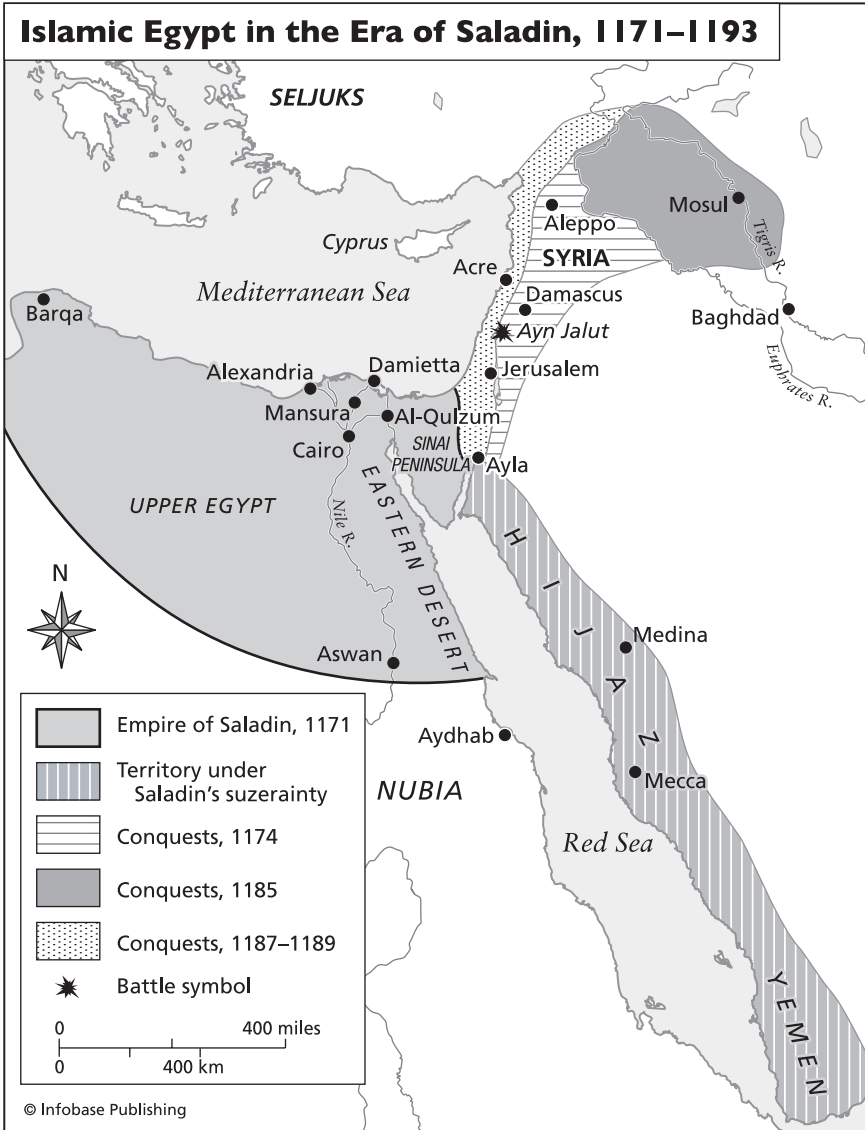 Islamic Egypt in the Era of Saladin, 1171–1193
SELJUKS
Mosul
Aleppo
Tigris R.
Cyprus
SYRIA
Acre
Mediterranean Sea
Damascus
Barqa
Baghdad
Ayn Jalut
Alexandria
Damietta
Jerusalem
Euphrates R.
Mansura
Al-Qulzum
Cairo
SINAI
PENINSULA
Ayla
UPPER EGYPT
Nile R.
EASTERN DESERT
HIJAZ
N
Medina
Aswan
Aydhab
Mecca
NUBIA
Red Sea
YEMEN
Empire of Saladin, 1171
Territory under
Saladin's suzerainty
Conquests, 1174
Conquests, 1185
Conquests, 1187–1189
Battle symbol
0 400 miles
0 400 km
© Infobase Publishing